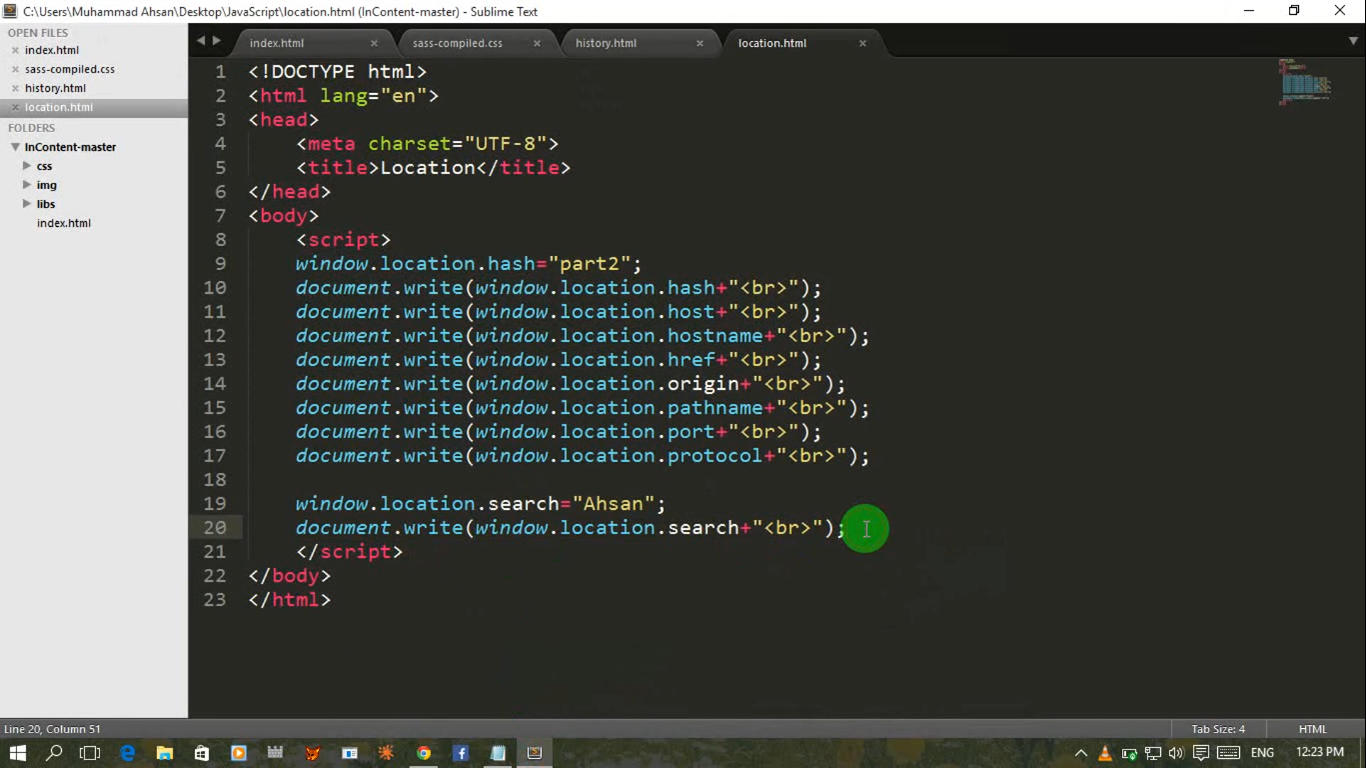 C:\Users\Muhammad Ahsan\Desktop\JavaScript\location.html (InContent-master) - Sublime Text
OPEN FILES
index.html
sass-compiled.css
history.html
location.html
FOLDERS
InContent-master
css
img
libs
index.html
index.html sass-compiled.css history.html location.html
1 <!DOCTYPE html>
2 <html lang="en">
3 <head>
4 <meta charset="UTF-8">
5 <title>Location</title>
6 </head>
7 <body>
8 <script>
9 window.location.hash="part2";
10 document.write(window.location.hash+"<br>");
11 document.write(window.location.host+"<br>");
12 document.write(window.location.hostname+"<br>");
13 document.write(window.location.href+"<br>");
14 document.write(window.location.origin+"<br>");
15 document.write(window.location.pathname+"<br>");
16 document.write(window.location.port+"<br>");
17 document.write(window.location.protocol+"<br>");
18
19 window.location.search="Ahsan";
20 document.write(window.location.search+"<br>");
21 </script>
22 </body>
23 </html>
Line 20, Column 51 Tab Size: 4 HTML
ENG 12:23 PM